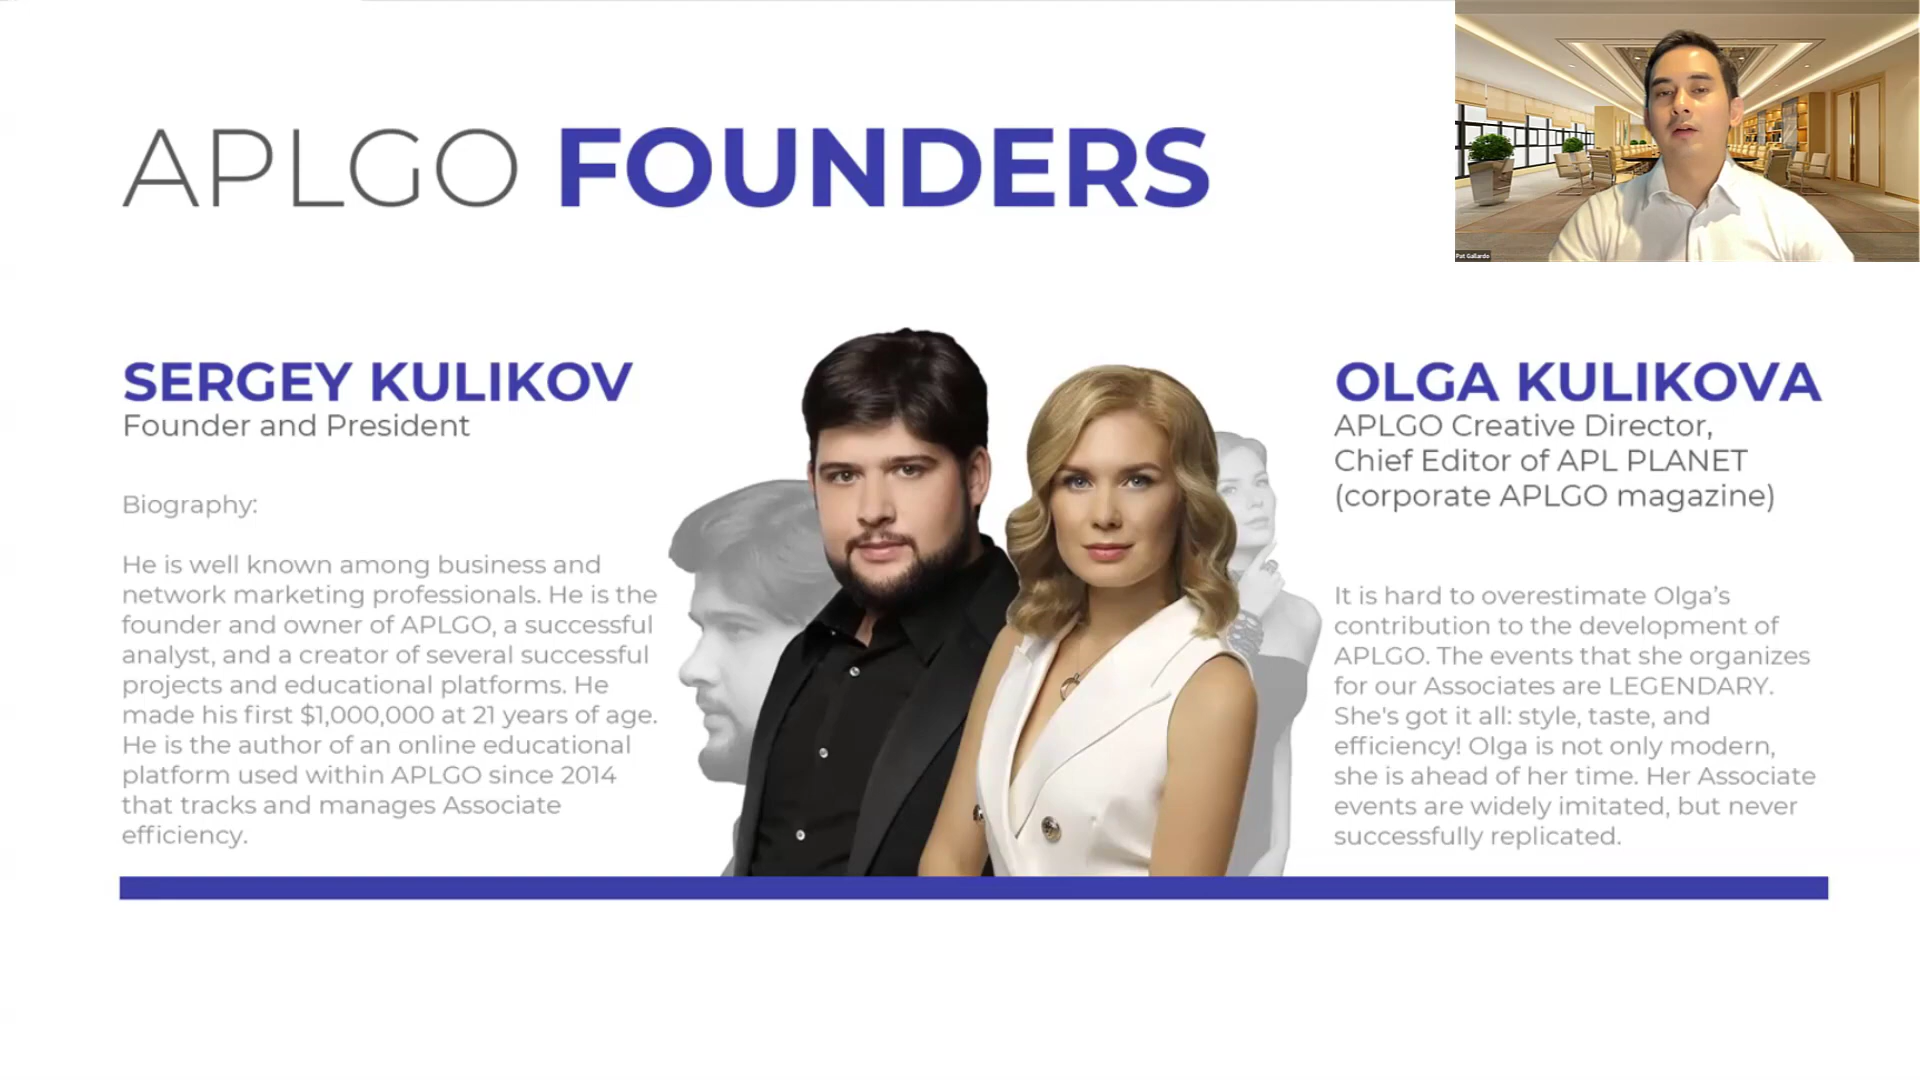 APLGO FOUNDERS
Pat Gallardo
SERGEY KULIKOV
Founder and President
Biography:
He is well known among business and
network marketing professionals. He is the
founder and owner of APLGO, a successful
analyst, and a creator of several successful
projects and educational platforms. He
made his first $1,000,000 at 21 years of age.
He is the author of an online educational
platform used within APLGO since 2014
that tracks and manages Associate
efficiency.
OLGA KULIKOVA
APLGO Creative Director,
Chief Editor of APL PLANET
(corporate APLGO magazine)
It is hard to overestimate Olga’s
contribution to the development of
APLGO. The events that she organizes
for our Associates are LEGENDARY.
She's got it all: style, taste, and
efficiency! Olga is not only modern,
she is ahead of her time. Her Associate
events are widely imitated, but never
successfully replicated.